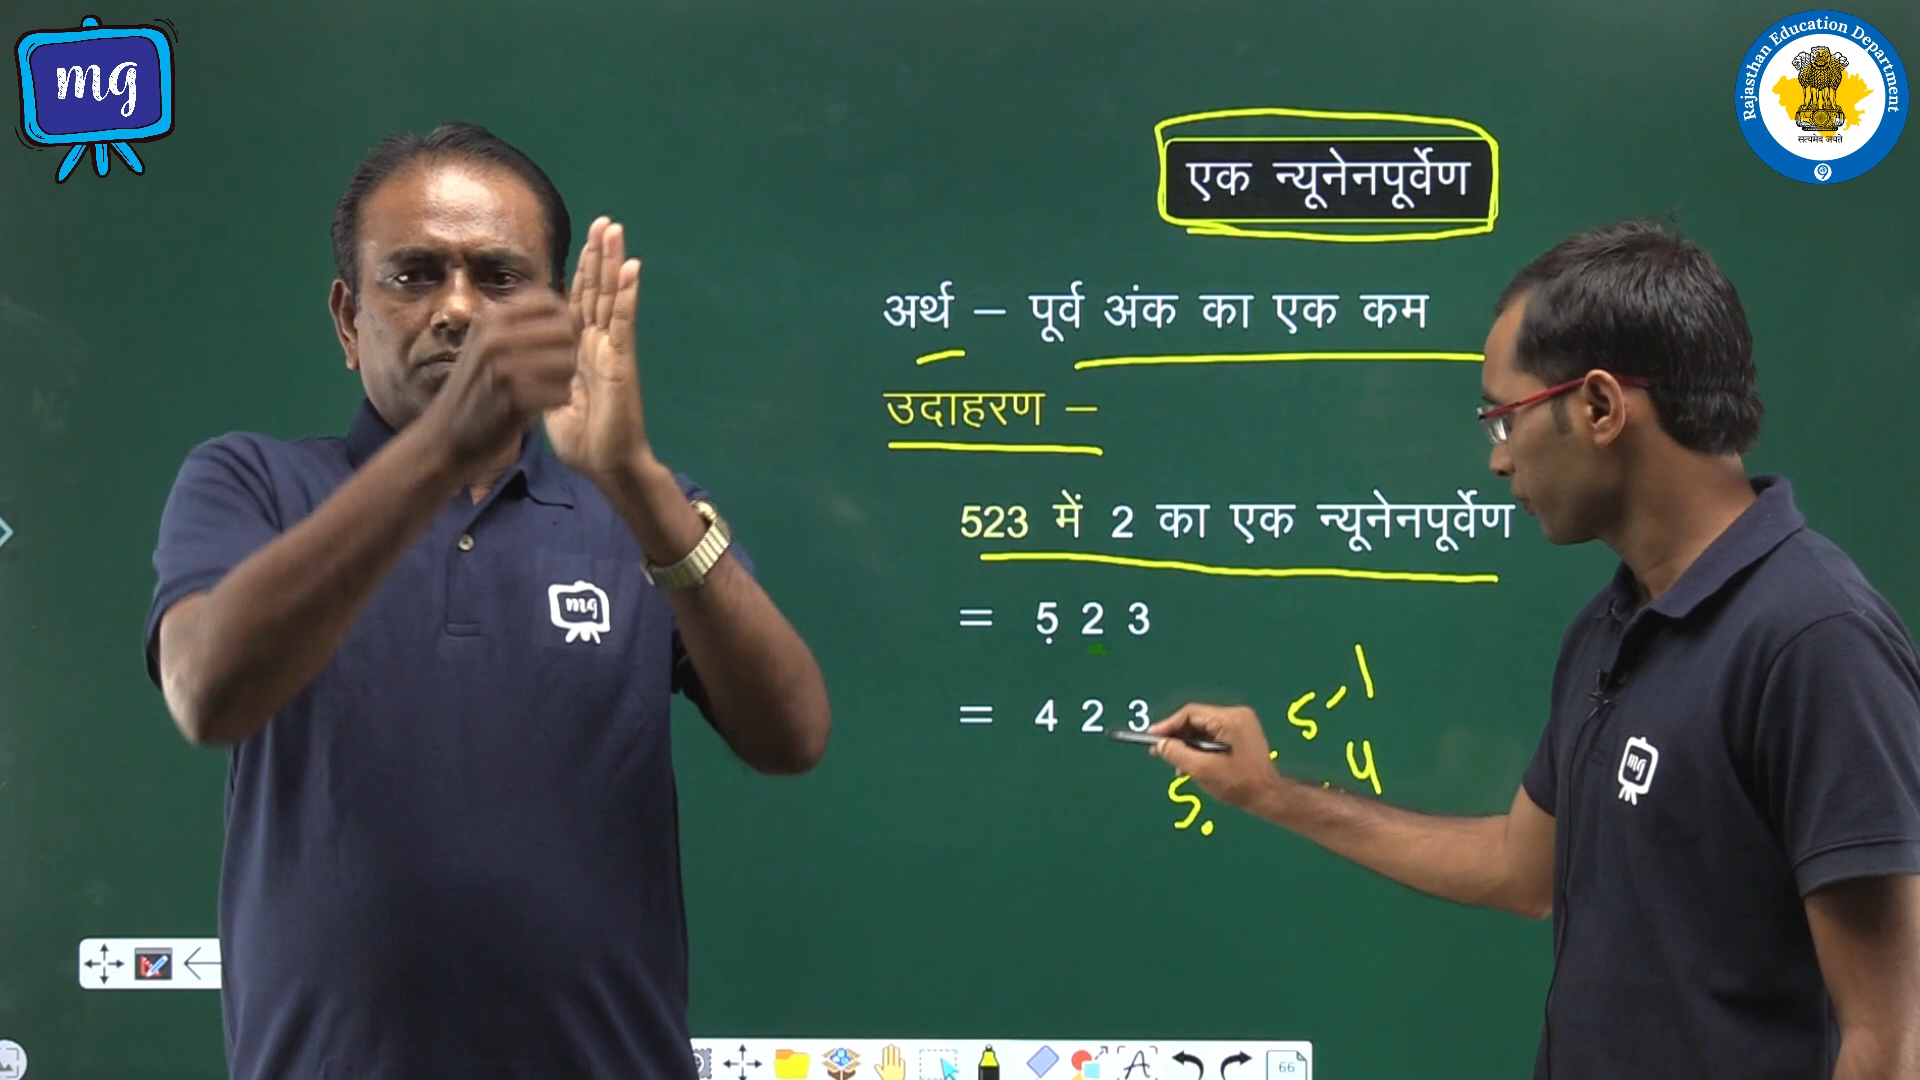 mg
Rajasthan Education Department
सत्यमेव जयते
एक न्यूनेनपूर्वेण
अर्थ – पूर्व अंक का एक कम
उदाहरण –
523 में 2 का एक न्यूनेनपूर्वेण
= 5̣ 2 3
= 4 2 3
5 - 1
4
5.
mg
mg
A
66